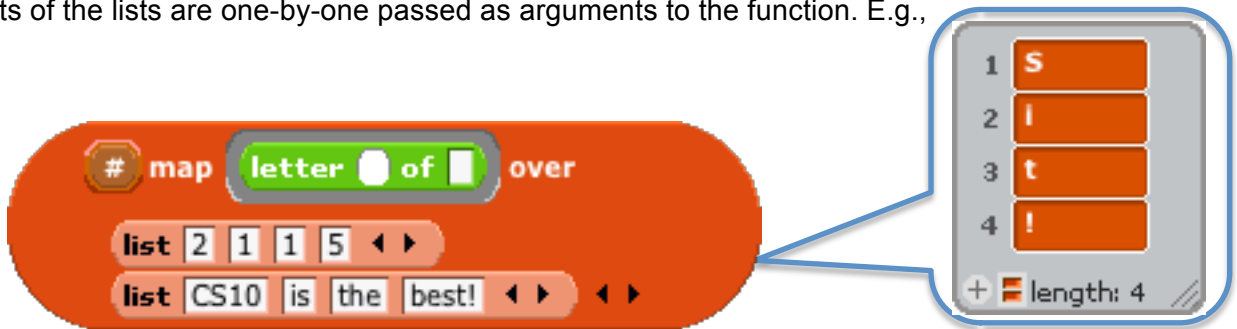 ts of the lists are one-by-one passed as arguments to the function. E.g.,
# map letter of over
list 2 1 1 5
list CS10 is the best!
1 S
2 i
3 t
4 !
+ length: 4